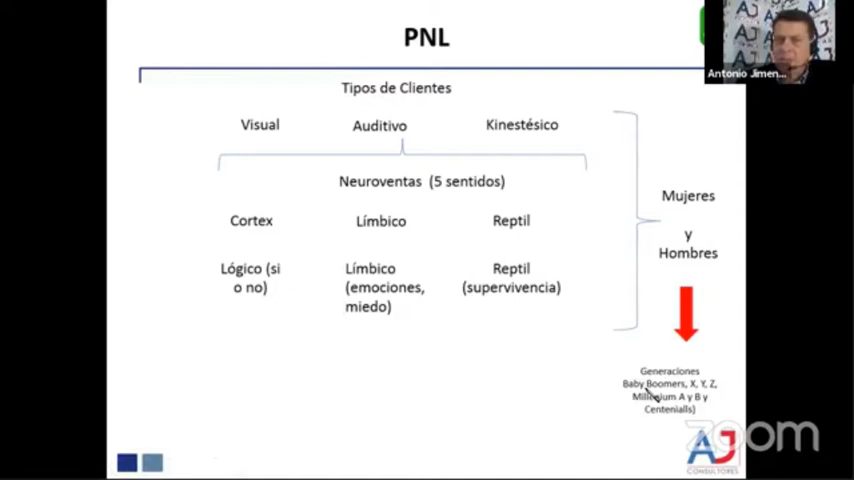 PNL
Antonio Jimen...
Tipos de Clientes
Visual Auditivo Kinestésico
Neuroventas (5 sentidos)
Cortex Límbico Reptil
Lógico (si
o no)
Límbico
(emociones,
miedo)
Reptil
(supervivencia)
Mujeres
y
Hombres
Generaciones
Baby Boomers, X, Y, Z,
Millenium A y B y
Centenialls)
zoom
AJ
CONSULTORES